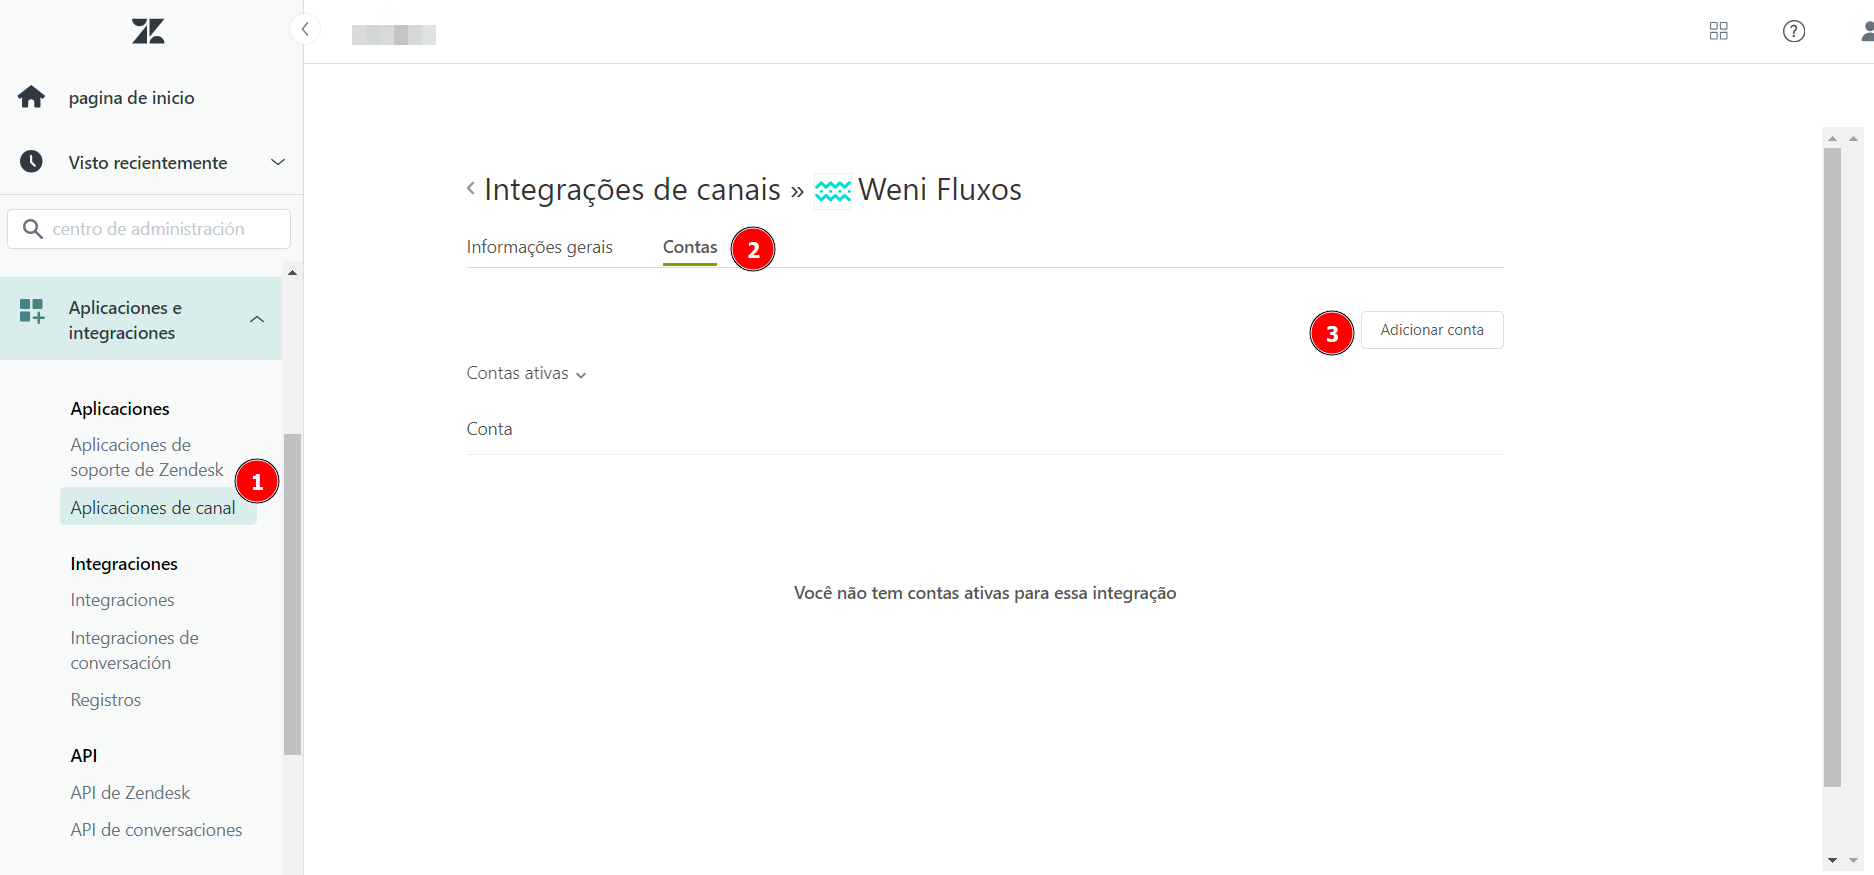 pagina de inicio
Visto recientemente
centro de administración
Aplicaciones e
integraciones
Aplicaciones
Aplicaciones de
soporte de Zendesk
1
Aplicaciones de canal
Integraciones
Integraciones
Integraciones de
conversación
Registros
API
API de Zendesk
API de conversaciones
?
Integrações de canais » Weni Fluxos
Informações gerais Contas 2
3 Adicionar conta
Contas ativas
Conta
Você não tem contas ativas para essa integração